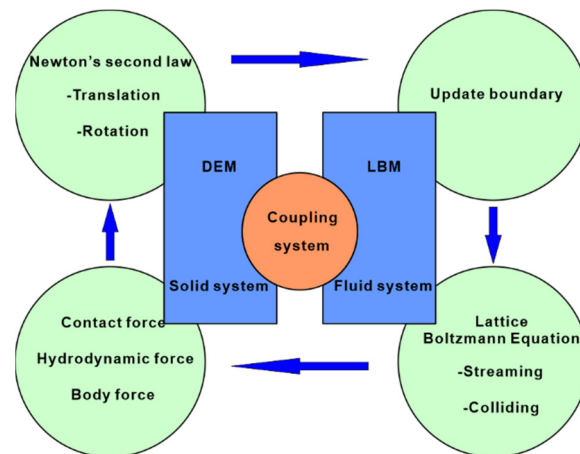 Newton's second law
-Translation
-Rotation
Update boundary
DEM
LBM
Coupling
system
Solid system
Fluid system
Contact force
Hydrodynamic force
Body force
Lattice
Boltzmann Equation
-Streaming
-Colliding